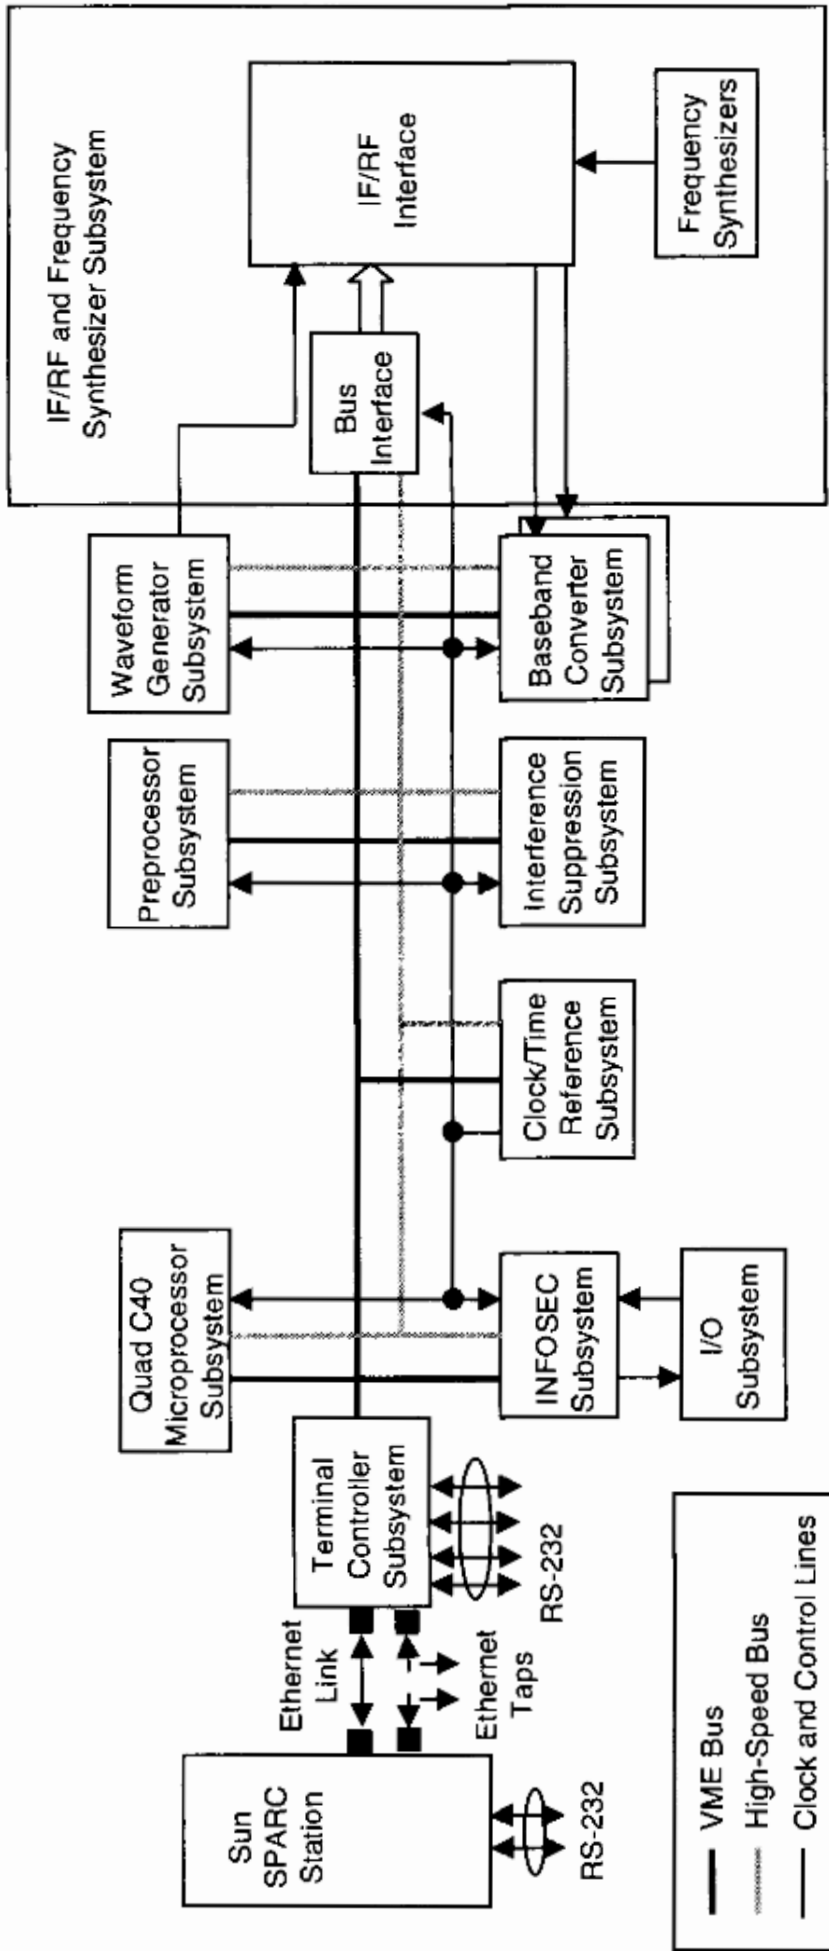 IF/RF and Frequency
Synthesizer Subsystem
IF/RF
Interface
Frequency
Synthesizers
Bus
Interface
Waveform
Generator
Subsystem
Baseband
Converter
Subsystem
Preprocessor
Subsystem
Interference
Suppression
Subsystem
Clock/Time
Reference
Subsystem
Quad C40
Microprocessor
Subsystem
INFOSEC
Subsystem
I/O
Subsystem
Terminal
Controller
Subsystem
RS-232
Ethernet
Link
Ethernet
Taps
Sun
SPARC
Station
RS-232
VME Bus
High-Speed Bus
Clock and Control Lines